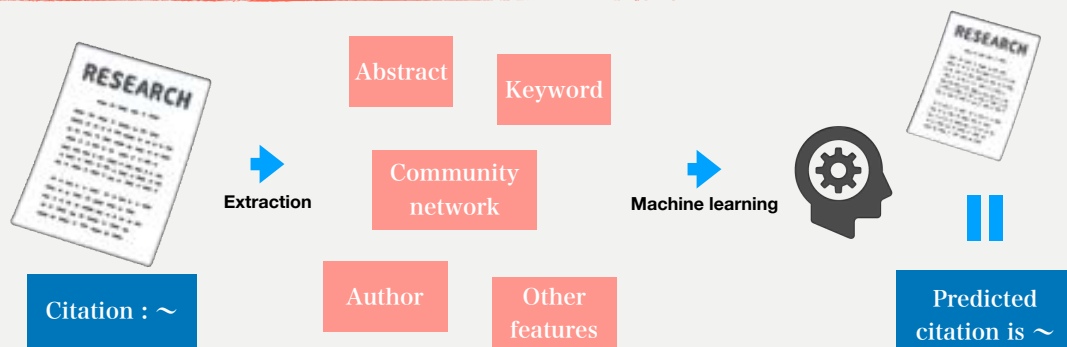 RESEARCH
Citation : ～
Extraction
Abstract
Keyword
Community
network
Author
Other
features
Machine learning
RESEARCH
Predicted
citation is ～